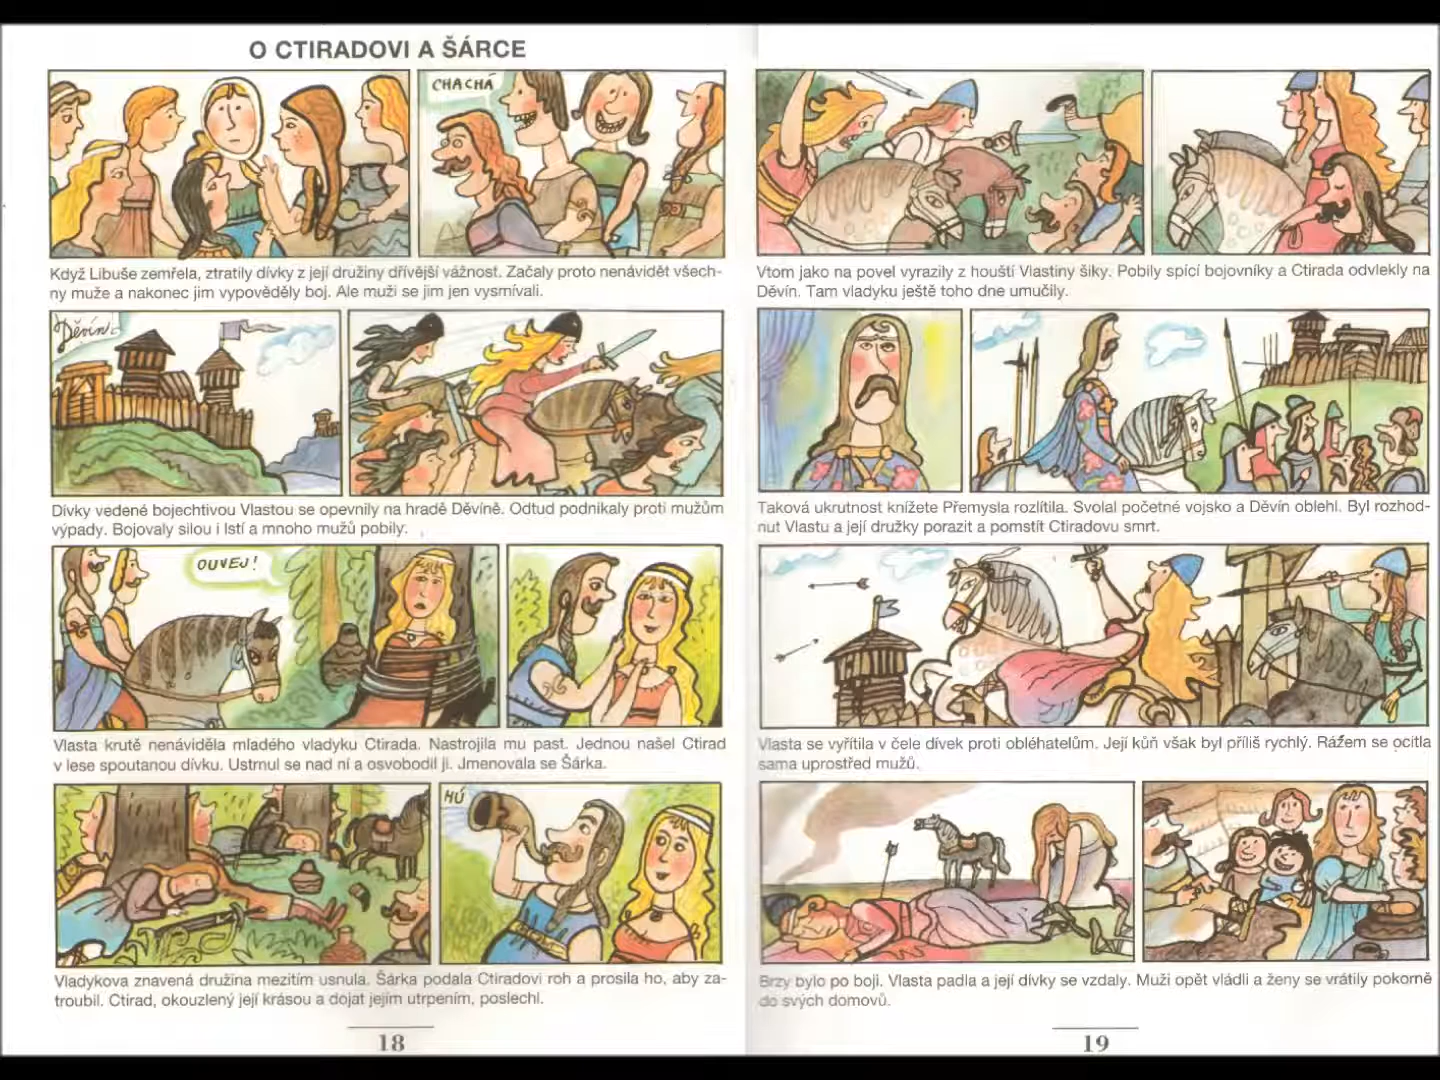 O CTIRADOVI A ŠÁRCE
CHACHÁ
Když Libuše zemřela, ztratily dívky z její družiny dřívější vážnost. Začaly proto nenávidět všech-
ny muže a nakonec jim vypověděly boj. Ale muži se jim jen vysmívali.
Děvín
Dívky vedené bojechtivou Vlastou se opevnily na hradě Děvíně. Odtud podnikaly proti mužům
výpady. Bojovaly silou i lstí a mnoho mužů pobily.
OUVEJ!
Vlasta krutě nenáviděla mladého vladyku Ctirada. Nastrojila mu past. Jednou našel Ctirad
v lese spoutanou dívku. Ustrnul se nad ní a osvobodil ji. Jmenovala se Šárka.
HÚ
Vladykova znavená družina mezitím usnula. Šárka podala Ctiradovi roh a prosila ho, aby za-
troubil. Ctirad, okouzlený její krásou a dojat jejím utrpením, poslechl.
18
Vtom jako na povel vyrazily z houští Vlastiny šiky. Pobily spící bojovníky a Ctirada odvlekly na
Děvín. Tam vladyku ještě toho dne umučily.
Taková ukrutnost knížete Přemysla rozlítila. Svolal početné vojsko a Děvín oblehl. Byl rozhod-
nut Vlastu a její družky porazit a pomstít Ctiradovu smrt.
Vlasta se vyřítila v čele dívek proti obléhatelům. Její kůň však byl příliš rychlý. Rázem se ocitla
sama uprostřed mužů.
Brzy bylo po boji. Vlasta padla a její dívky se vzdaly. Muži opět vládli a ženy se vrátily pokorně
do svých domovů.
19